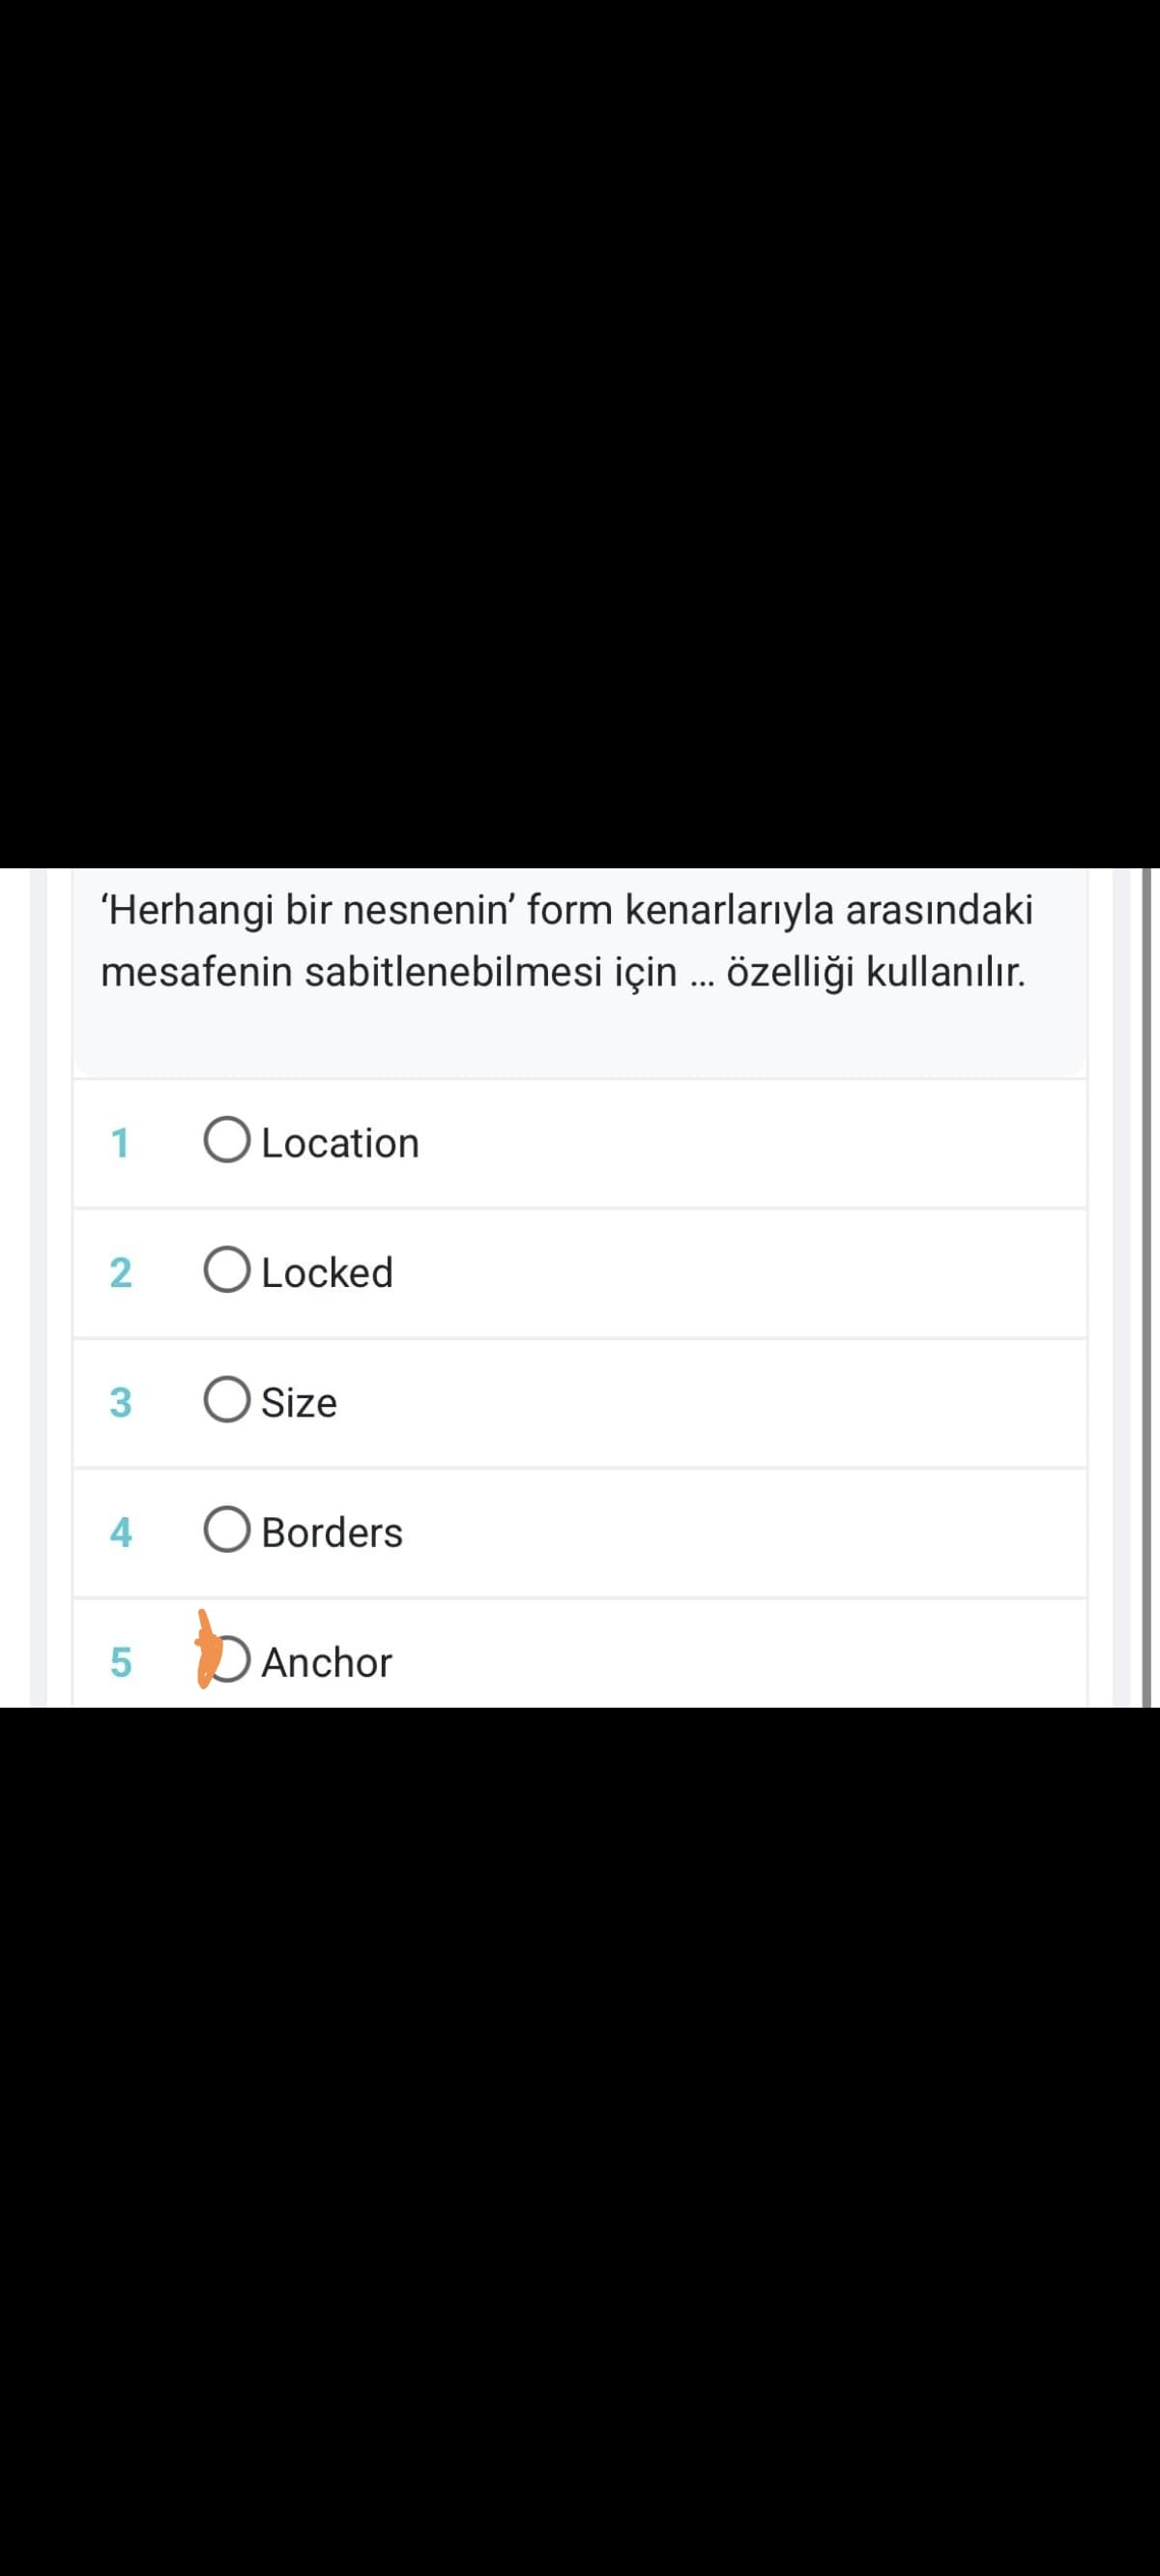 ‘Herhangi bir nesnenin’ form kenarlarıyla arasındaki
mesafenin sabitlenebilmesi için ... özelliği kullanılır.
1 Location
2 Locked
3 Size
4 Borders
5 Anchor